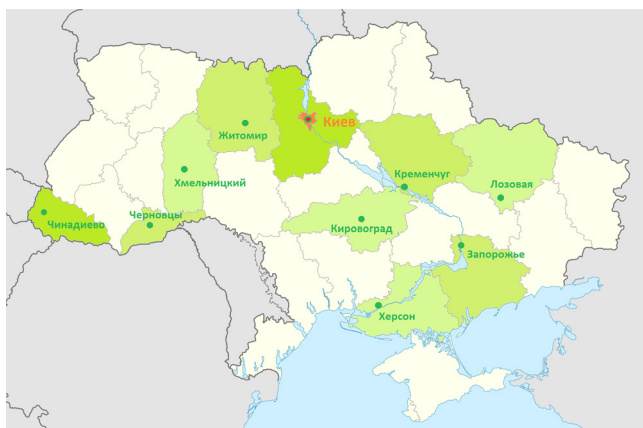 Киев
Житомир
Хмельницкий
Кременчуг
Лозовая
Чинадиево
Черновцы
Кировоград
Запорожье
Херсон